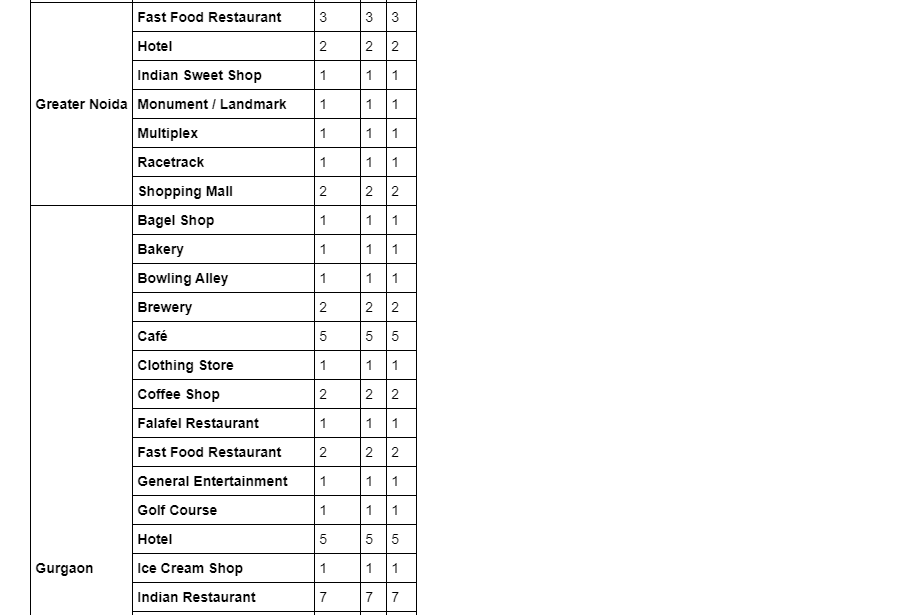 Fast Food Restaurant 3 3 3
Hotel 2 2 2
Indian Sweet Shop 1 1 1
Greater Noida Monument / Landmark 1 1 1
Multiplex 1 1 1
Racetrack 1 1 1
Shopping Mall 2 2 2
Bagel Shop 1 1 1
Bakery 1 1 1
Bowling Alley 1 1 1
Brewery 2 2 2
Café 5 5 5
Clothing Store 1 1 1
Coffee Shop 2 2 2
Falafel Restaurant 1 1 1
Fast Food Restaurant 2 2 2
General Entertainment 1 1 1
Golf Course 1 1 1
Hotel 5 5 5
Gurgaon Ice Cream Shop 1 1 1
Indian Restaurant 7 7 7